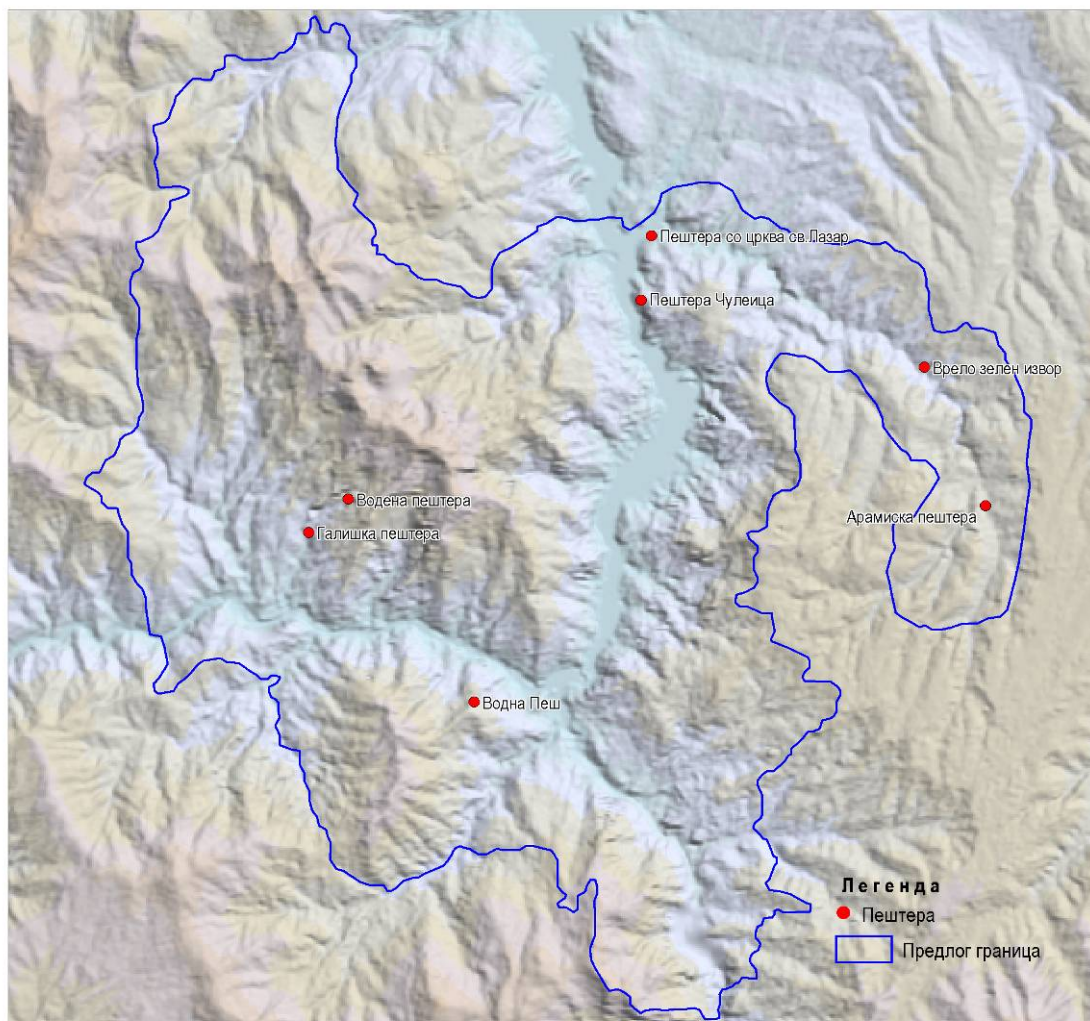 Пештера со црква св.Лазар
Пештера Чулеица
Врело зелен извор
Водена пештера
Арамиска пештера
Галишка пештера
Водна Пеш
Легенда
Пештера
Предлог граница